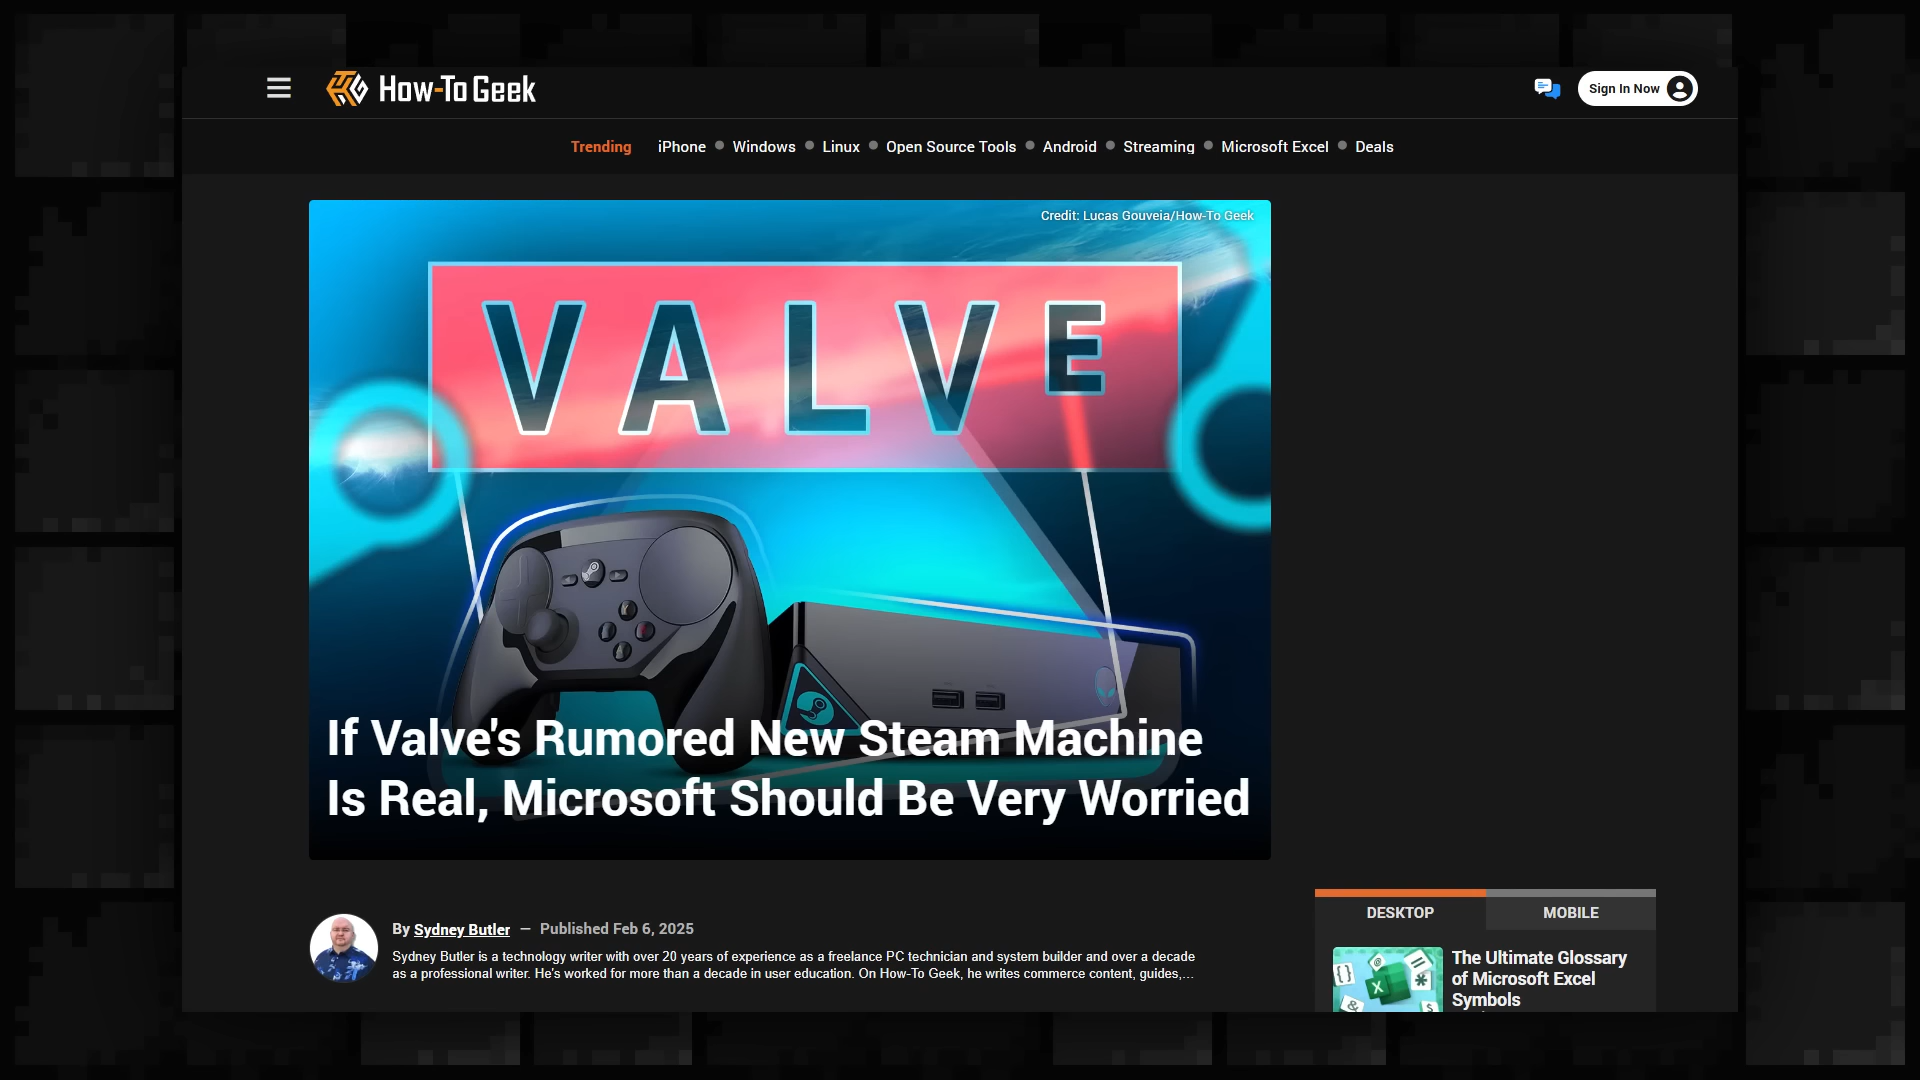 How-To Geek
Sign In Now
Trending iPhone Windows Linux Open Source Tools Android Streaming Microsoft Excel Deals
Credit: Lucas Gouveia/How-To Geek
VALVE
If Valve's Rumored New Steam Machine
Is Real, Microsoft Should Be Very Worried
By Sydney Butler — Published Feb 6, 2025
Sydney Butler is a technology writer with over 20 years of experience as a freelance PC technician and system builder and over a decade
as a professional writer. He's worked for more than a decade in user education. On How-To Geek, he writes commerce content, guides,...
DESKTOP
MOBILE
The Ultimate Glossary
of Microsoft Excel
Symbols